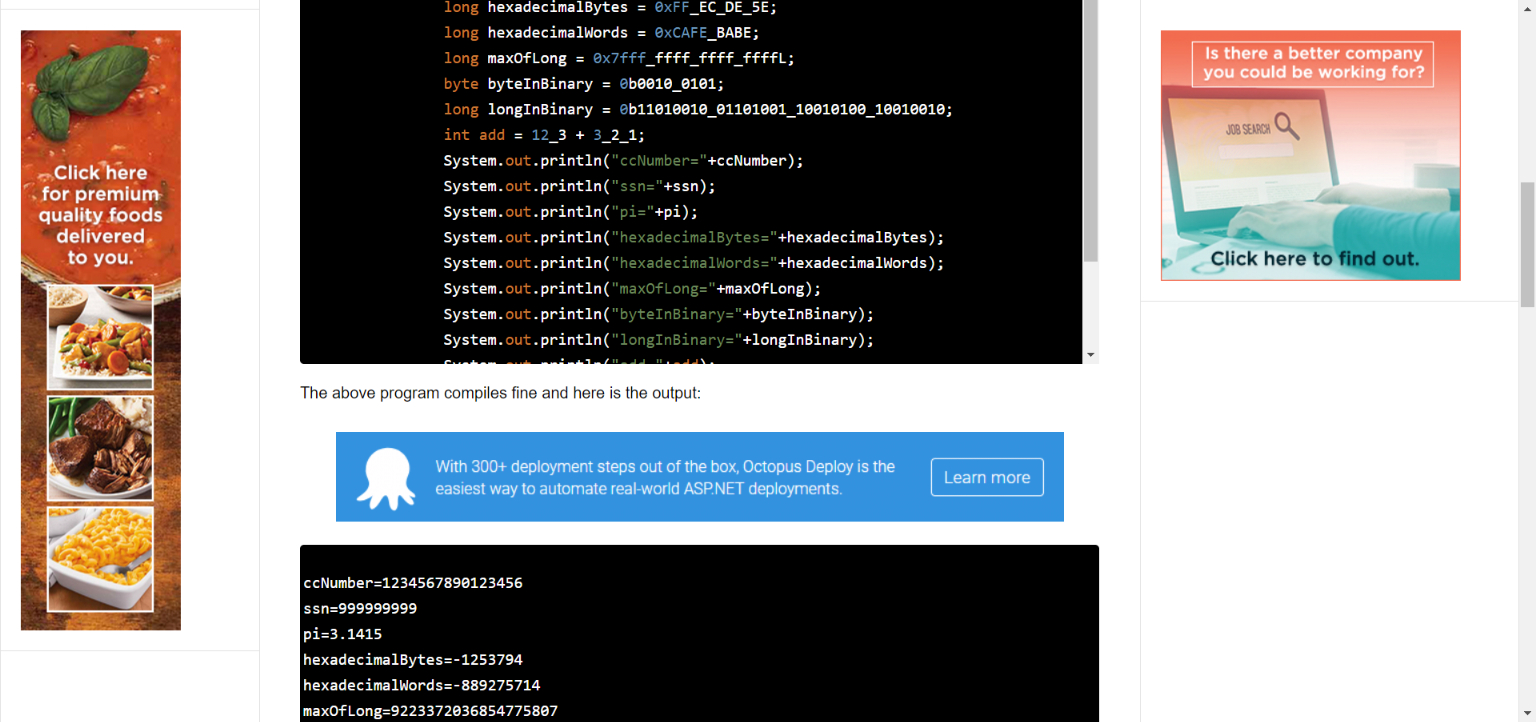 Click here
for premium
quality foods
delivered
to you.
long hexadecimalBytes = 0xFF_EC_DE_5E;
long hexadecimalWords = 0xCAFE_BABE;
long maxOfLong = 0x7fff_ffff_ffff_ffffL;
byte byteInBinary = 0b0010_0101;
long longInBinary = 0b11010010_01101001_10010100_10010010;
int add = 12_3 + 3_2_1;
System.out.println("ccNumber="+ccNumber);
System.out.println("ssn="+ssn);
System.out.println("pi="+pi);
System.out.println("hexadecimalBytes="+hexadecimalBytes);
System.out.println("hexadecimalWords="+hexadecimalWords);
System.out.println("maxOfLong="+maxOfLong);
System.out.println("byteInBinary="+byteInBinary);
System.out.println("longInBinary="+longInBinary);
System.out.println("add="+add);
The above program compiles fine and here is the output:
With 300+ deployment steps out of the box, Octopus Deploy is the
easiest way to automate real-world ASP.NET deployments.
Learn more
ccNumber=1234567890123456
ssn=999999999
pi=3.1415
hexadecimalBytes=-1253794
hexadecimalWords=-889275714
maxOfLong=9223372036854775807
Is there a better company
you could be working for?
JOB SEARCH
Click here to find out.